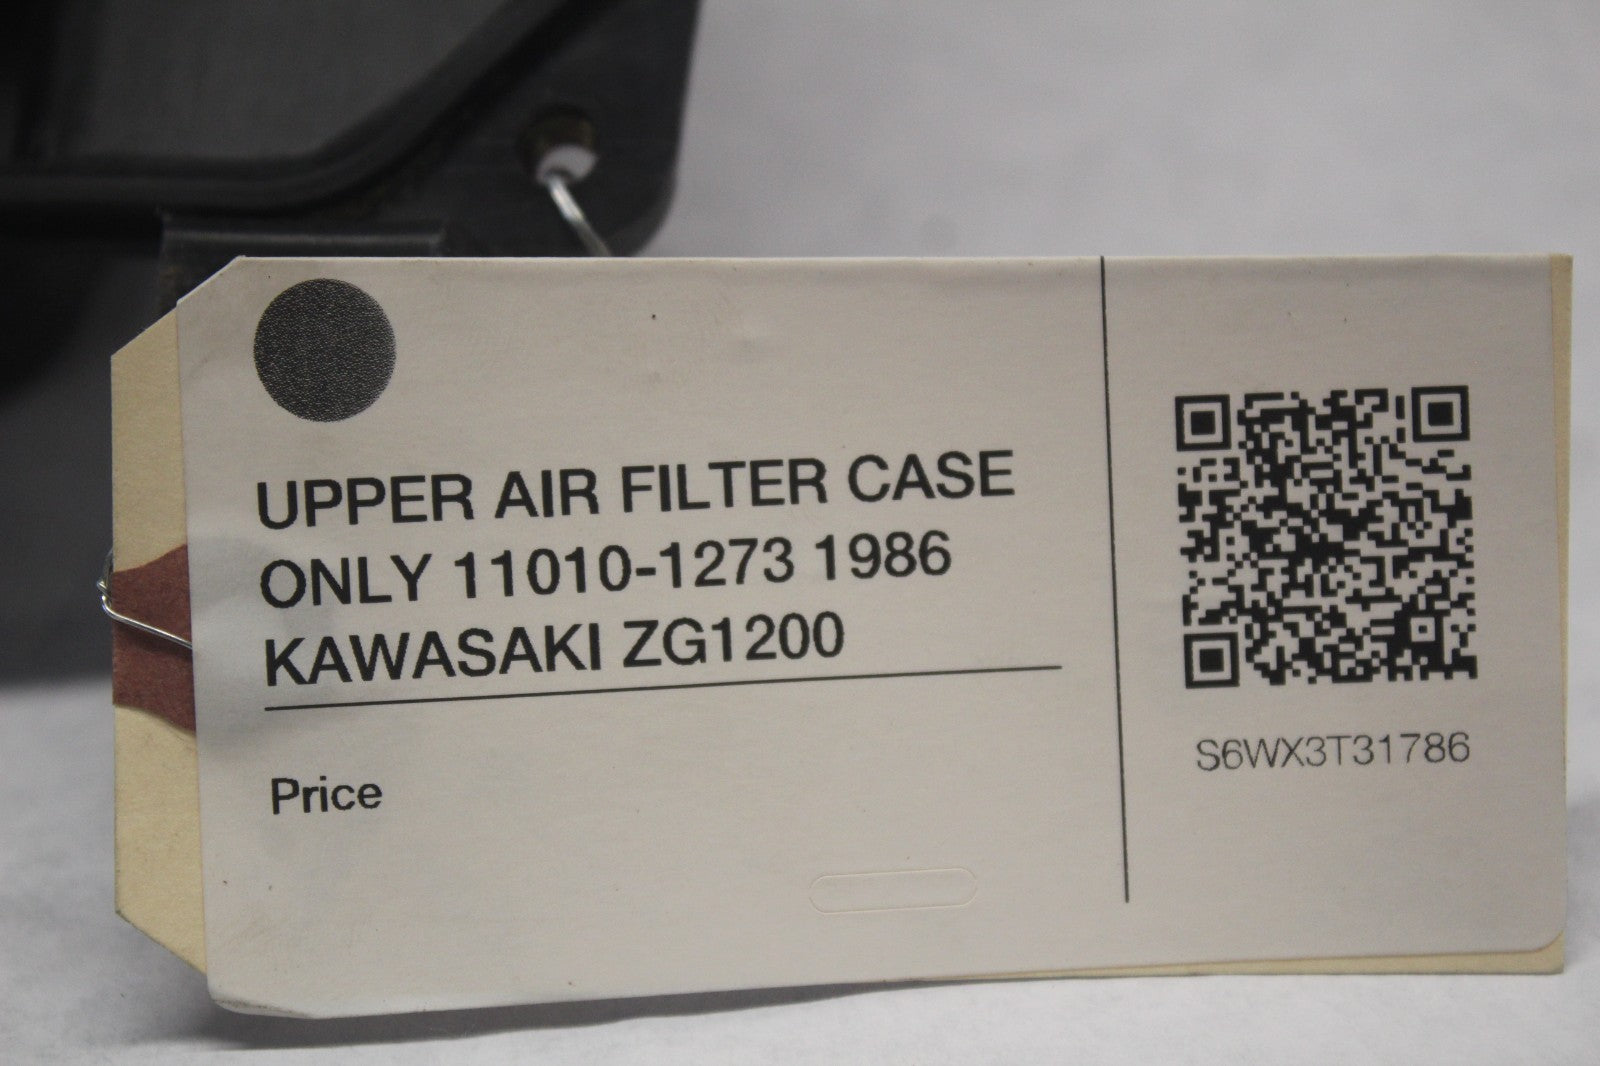 UPPER AIR FILTER CASE
ONLY 11010-1273 1986
KAWASAKI ZG1200
Price
S6WX3T31786